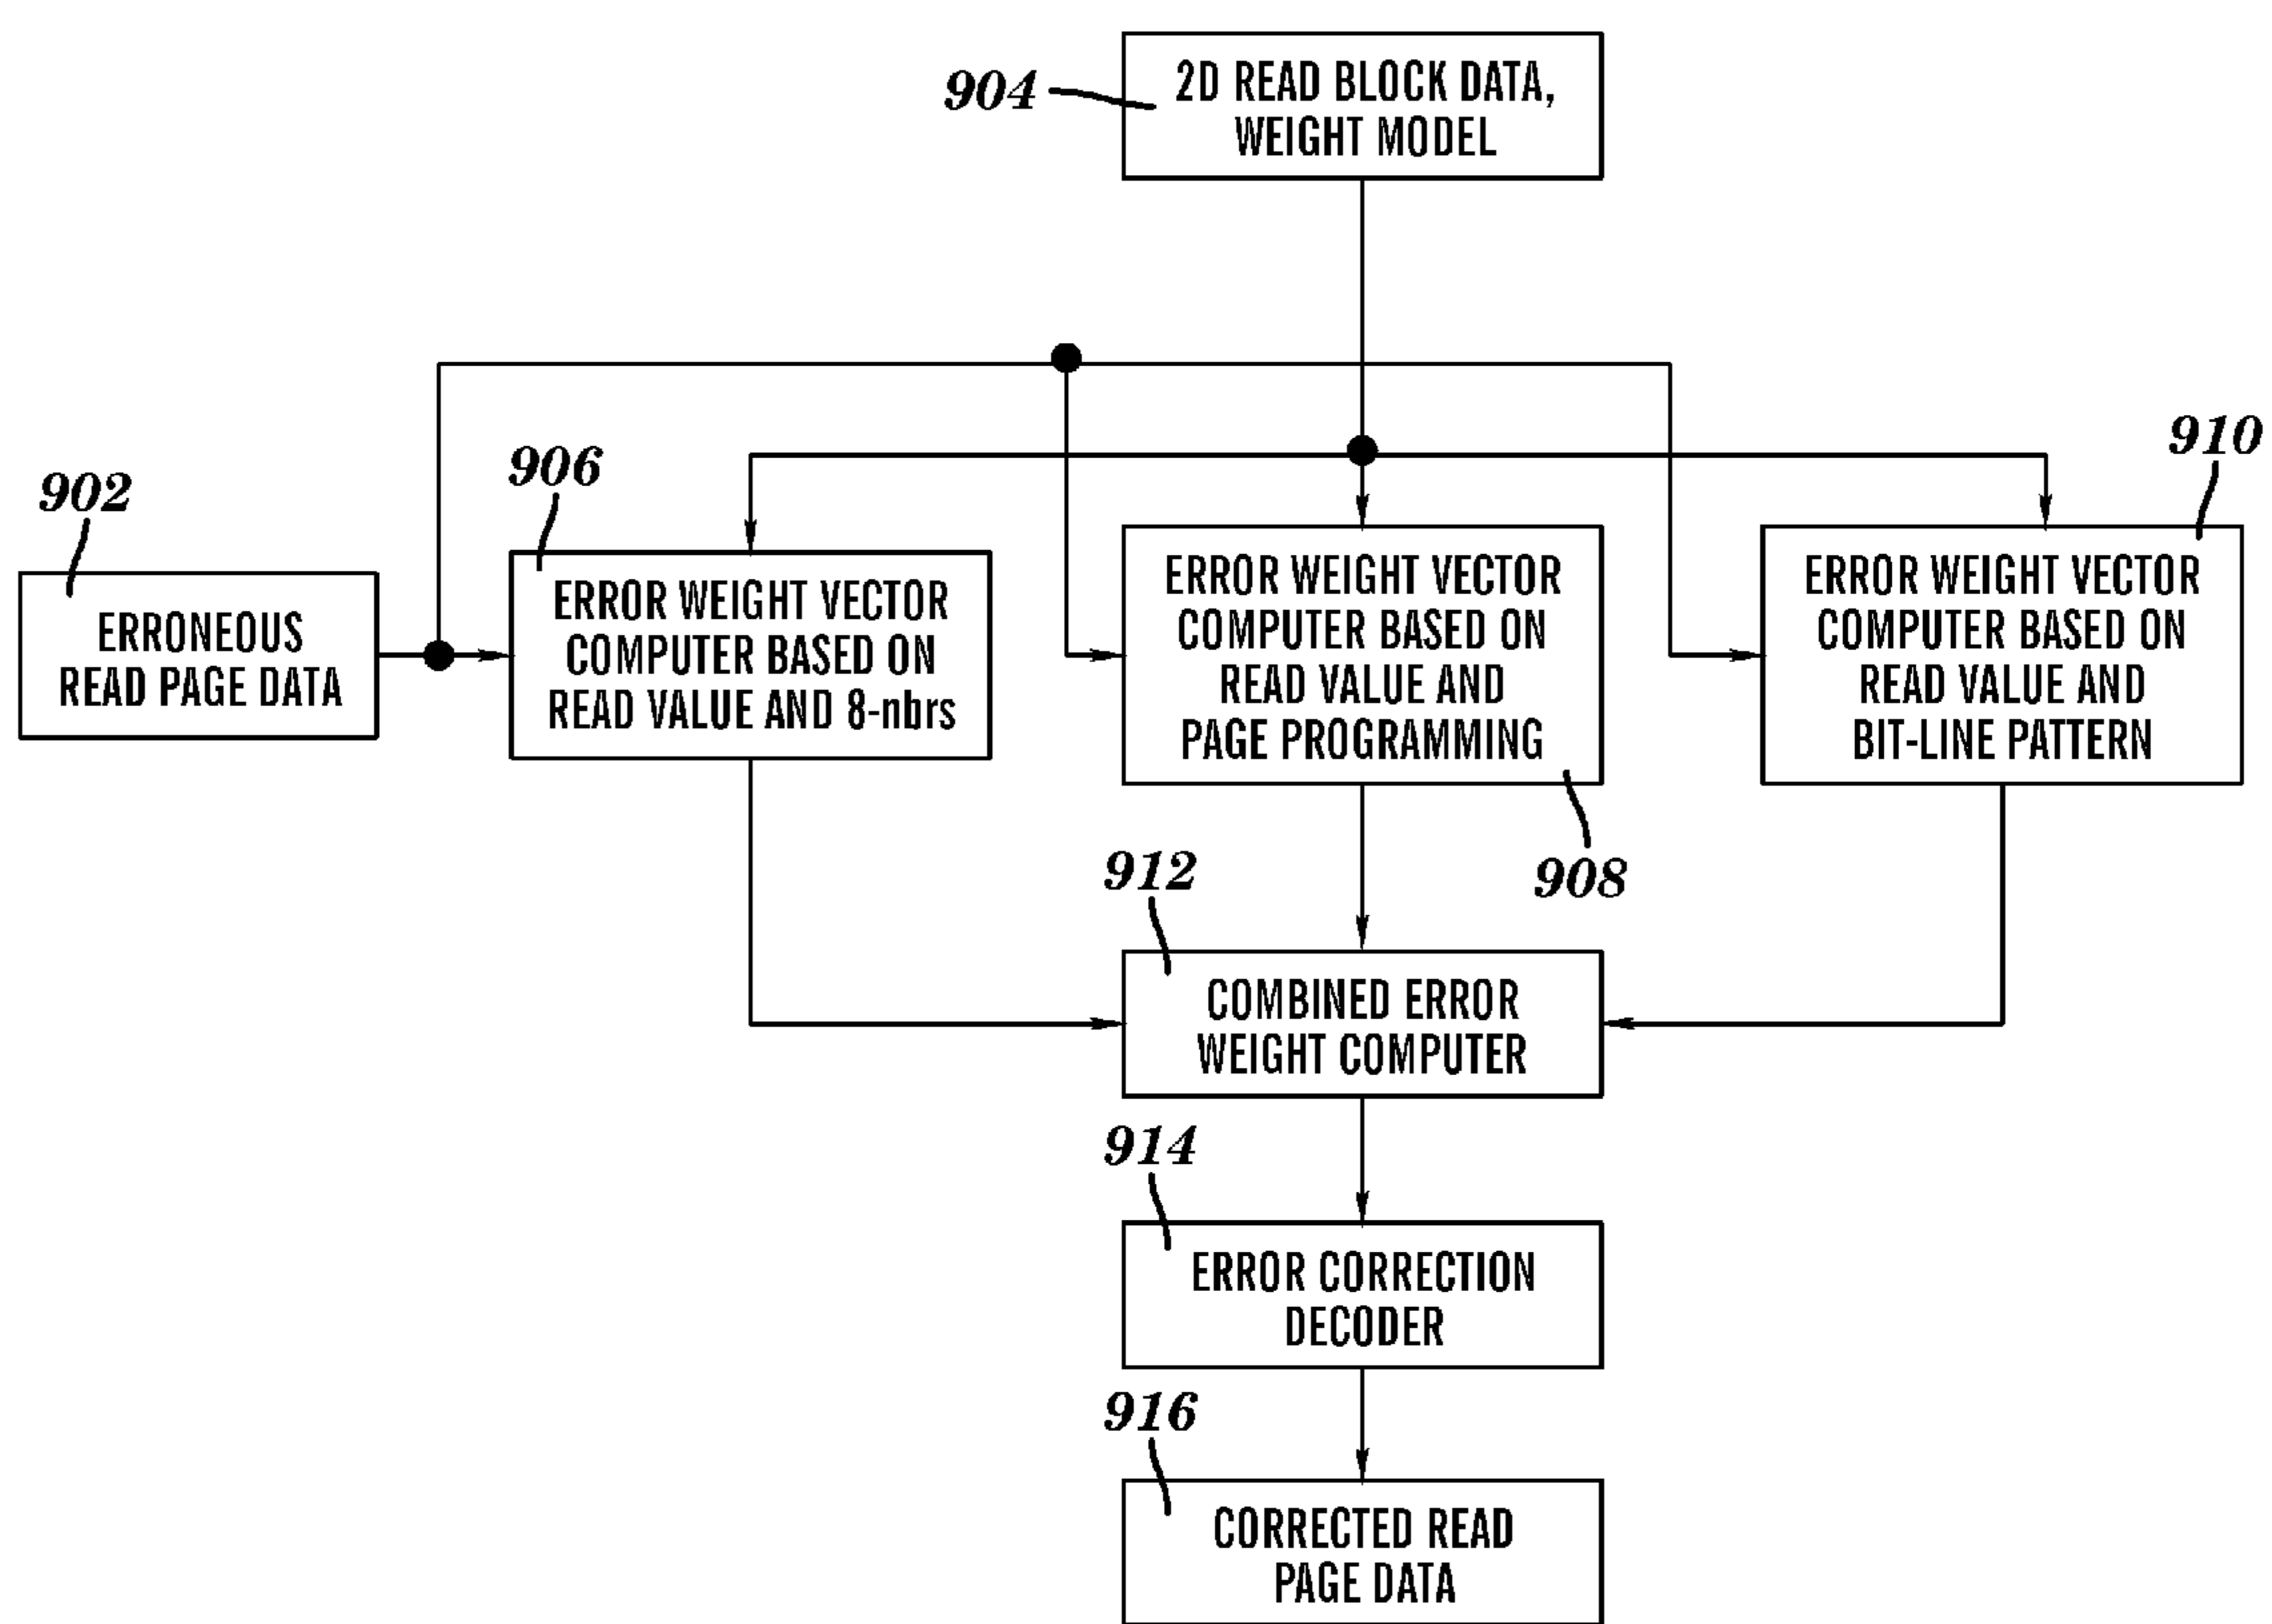 904
2D READ BLOCK DATA,
WEIGHT MODEL
902
ERRONEOUS
READ PAGE DATA
906
ERROR WEIGHT VECTOR
COMPUTER BASED ON
READ VALUE AND 8-nbrs
ERROR WEIGHT VECTOR
COMPUTER BASED ON
READ VALUE AND
PAGE PROGRAMMING
908
910
ERROR WEIGHT VECTOR
COMPUTER BASED ON
READ VALUE AND
BIT-LINE PATTERN
912
COMBINED ERROR
WEIGHT COMPUTER
914
ERROR CORRECTION
DECODER
916
CORRECTED READ
PAGE DATA